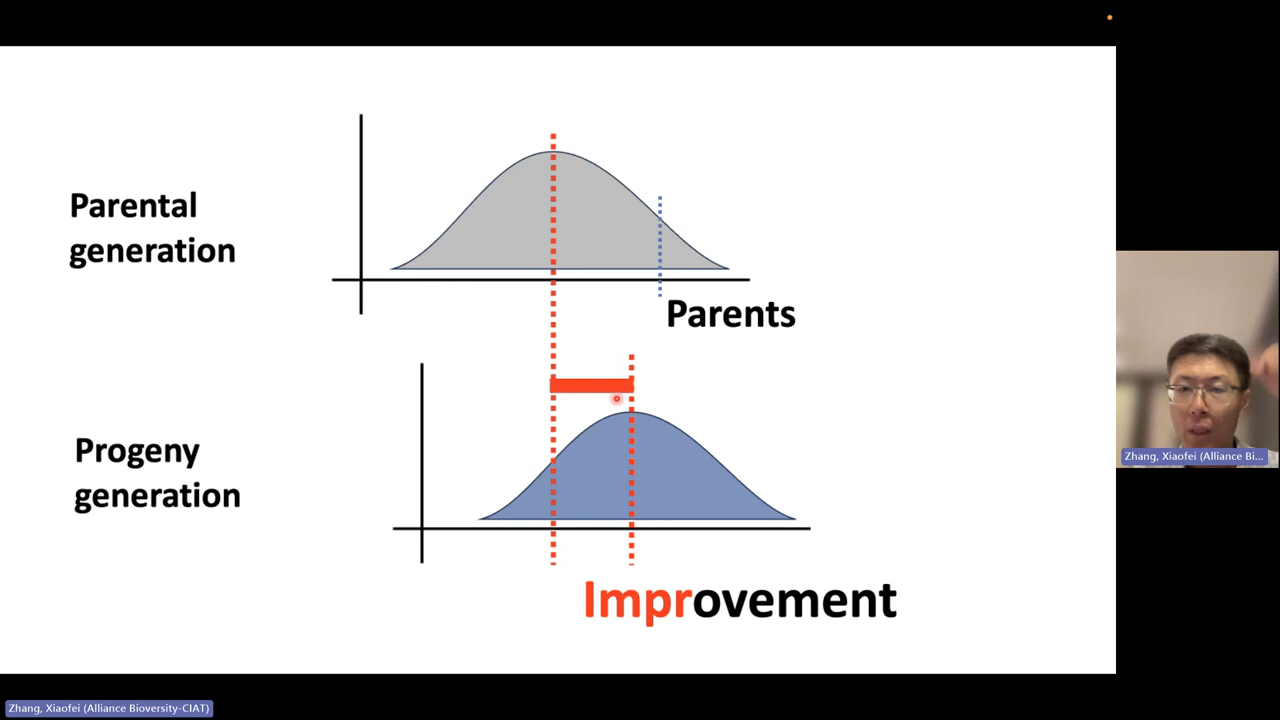 Parental
generation
Parents
Progeny
generation
Improvement
Zhang, Xiaofei (Alliance Bi...
Zhang, Xiaofei (Alliance Bioversity-CIAT)